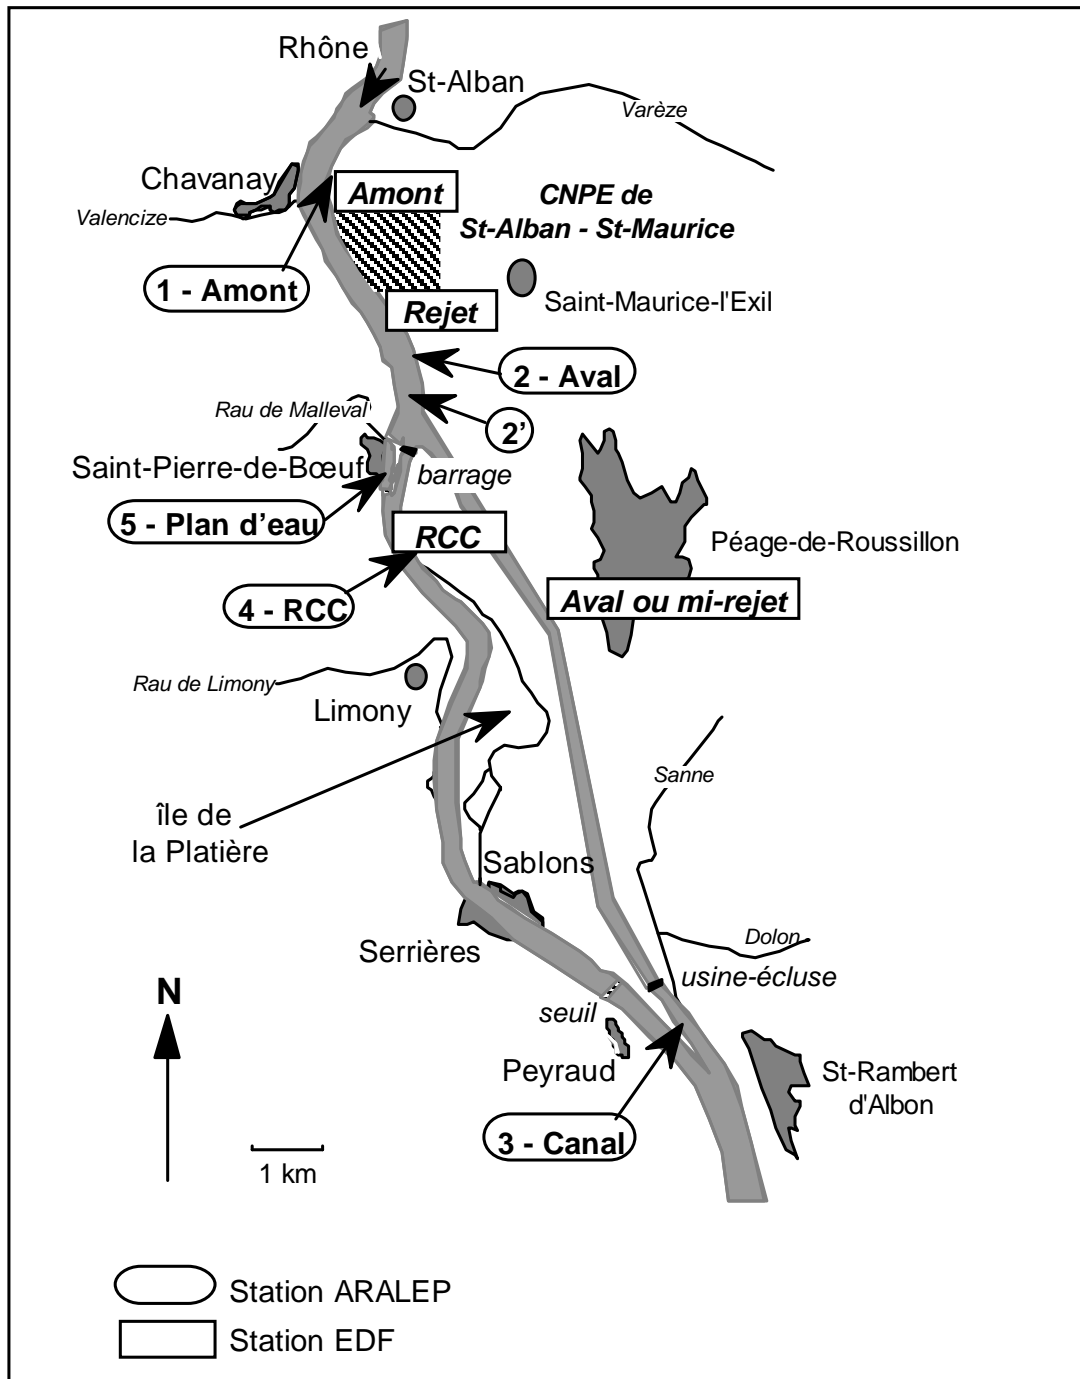 Rhône
St-Alban
Varèze
Chavanay
Valencize
Amont
CNPE de
St-Alban - St-Maurice
1 - Amont
Saint-Maurice-l'Exil
Rejet
2 - Aval
Rau de Malleval
2'
Saint-Pierre-de-Bœuf
barrage
5 - Plan d'eau
RCC
Péage-de-Roussillon
4 - RCC
Aval ou mi-rejet
Rau de Limony
Limony
Sanne
île de
la Platière
Sablons
Serrières
Dolon
usine-écluse
N
seuil
Peyraud
St-Rambert
d'Albon
3 - Canal
1 km
Station ARALEP
Station EDF